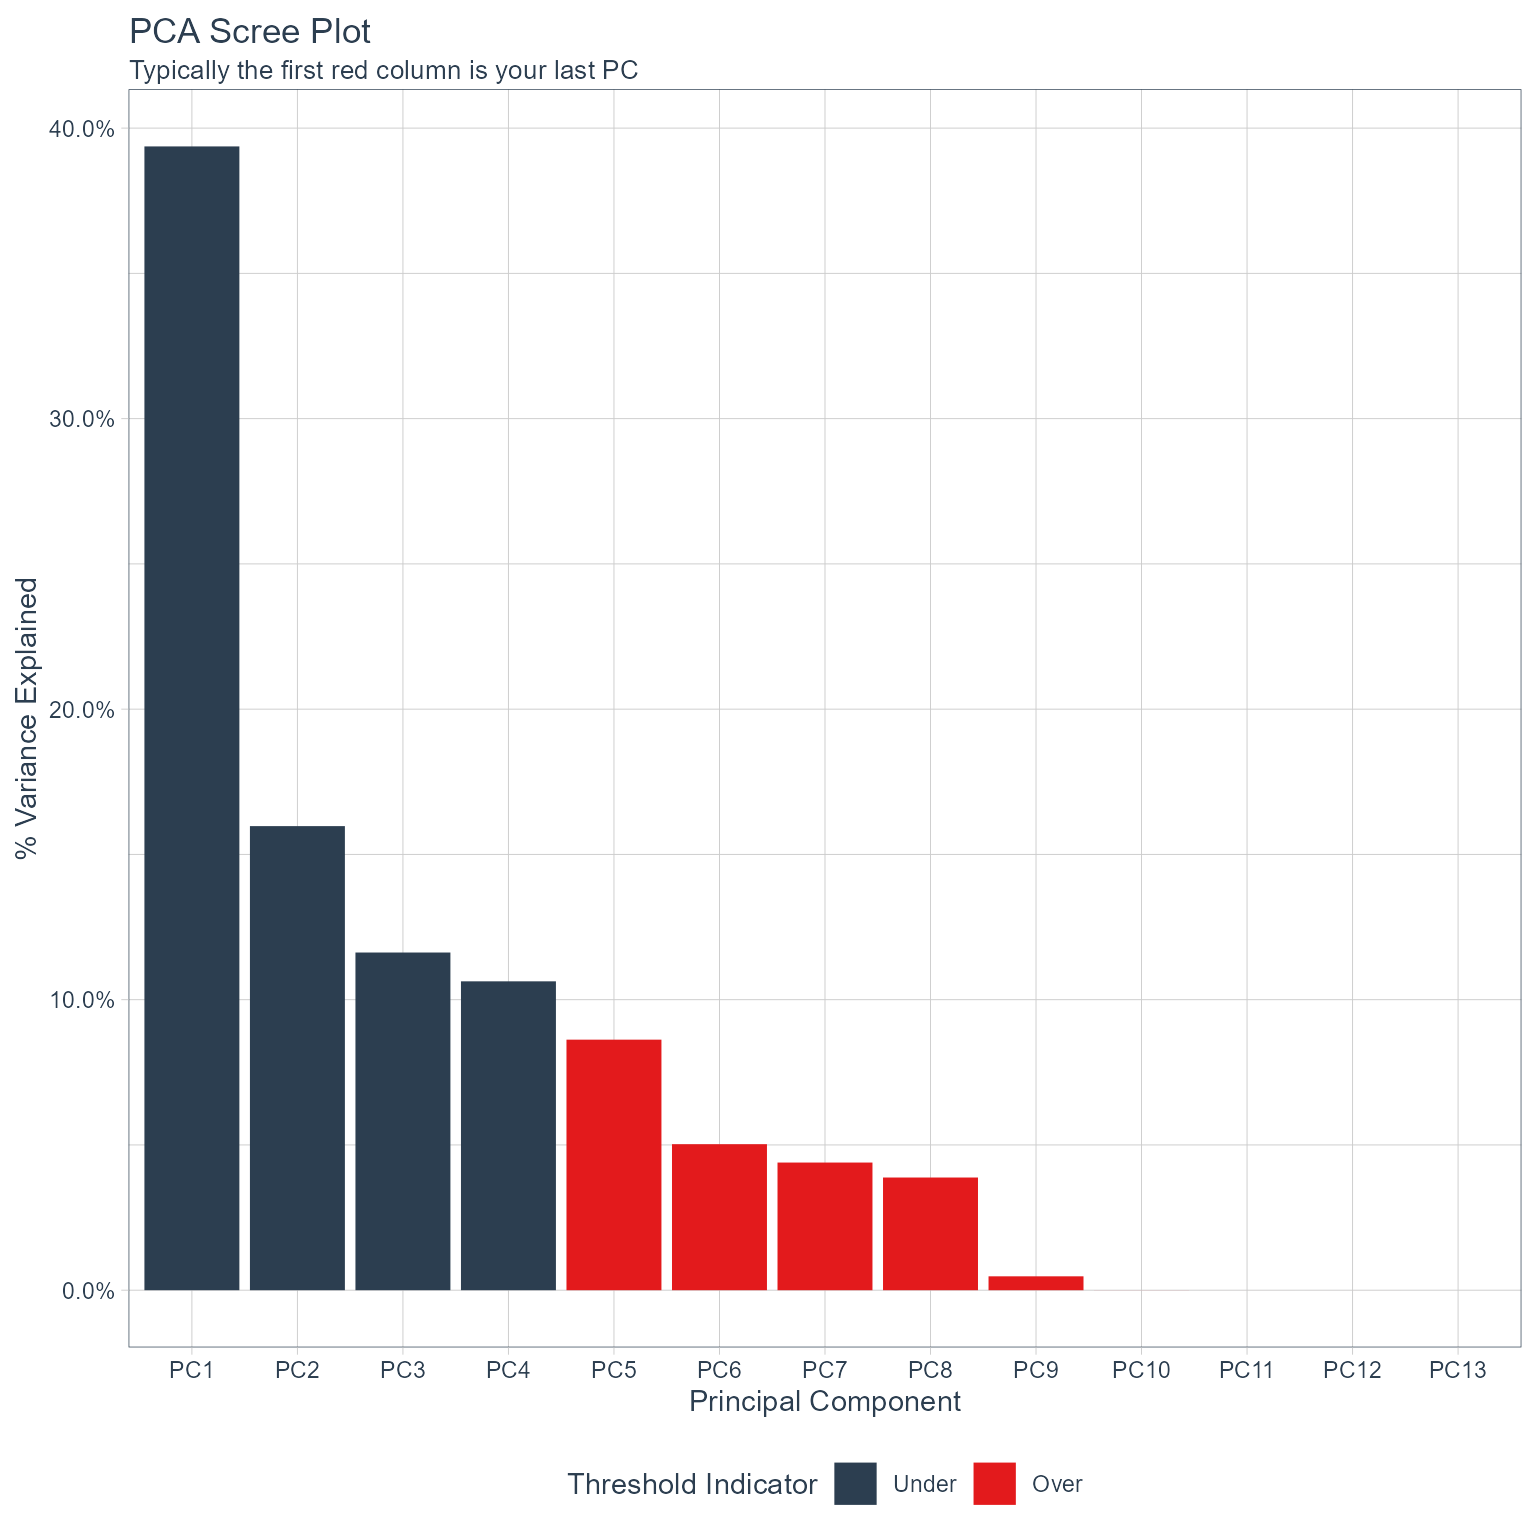 PCA Scree Plot
Typically the first red column is your last PC
% Variance Explained
40.0%
30.0%
20.0%
10.0%
0.0%
PC1 PC2 PC3 PC4 PC5 PC6 PC7 PC8 PC9 PC10 PC11 PC12 PC13
Principal Component
Threshold Indicator Under Over